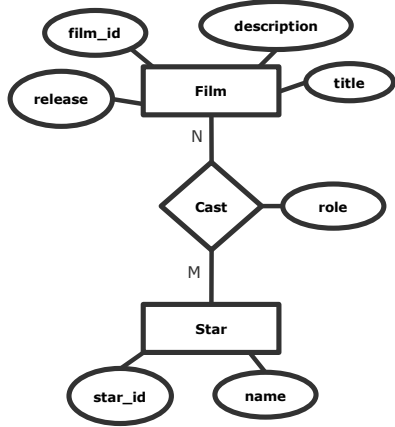 film_id
description
release
Film
title
N
Cast
role
M
Star
star_id
name